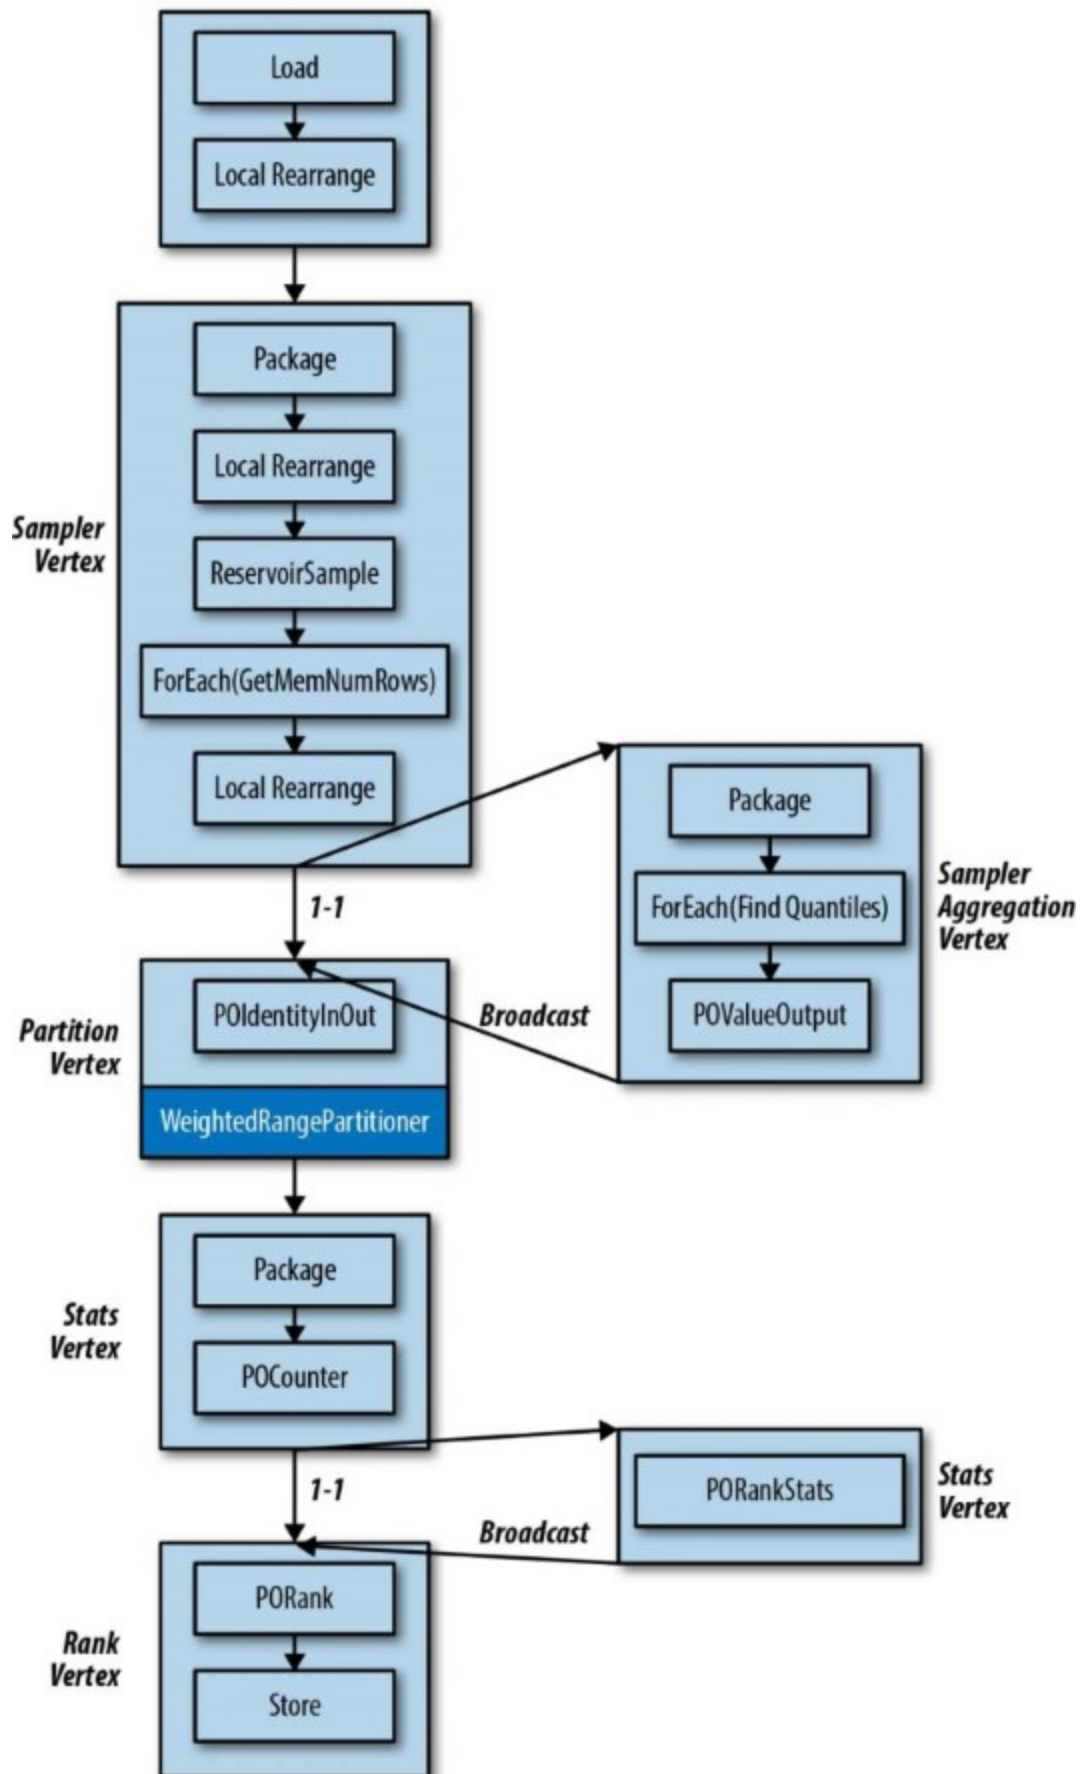 Load
Local Rearrange
Package
Local Rearrange
Sampler
Vertex
ReservoirSample
ForEach(GetMemNumRows)
Local Rearrange
Package
ForEach(Find Quantiles)
POValueOutput
Sampler
Aggregation
Vertex
1-1
Broadcast
POIdentityInOut
Partition
Vertex
WeightedRangePartitioner
Package
Stats
Vertex
POCounter
1-1
PORankStats
Stats
Vertex
Broadcast
PORank
Rank
Vertex
Store